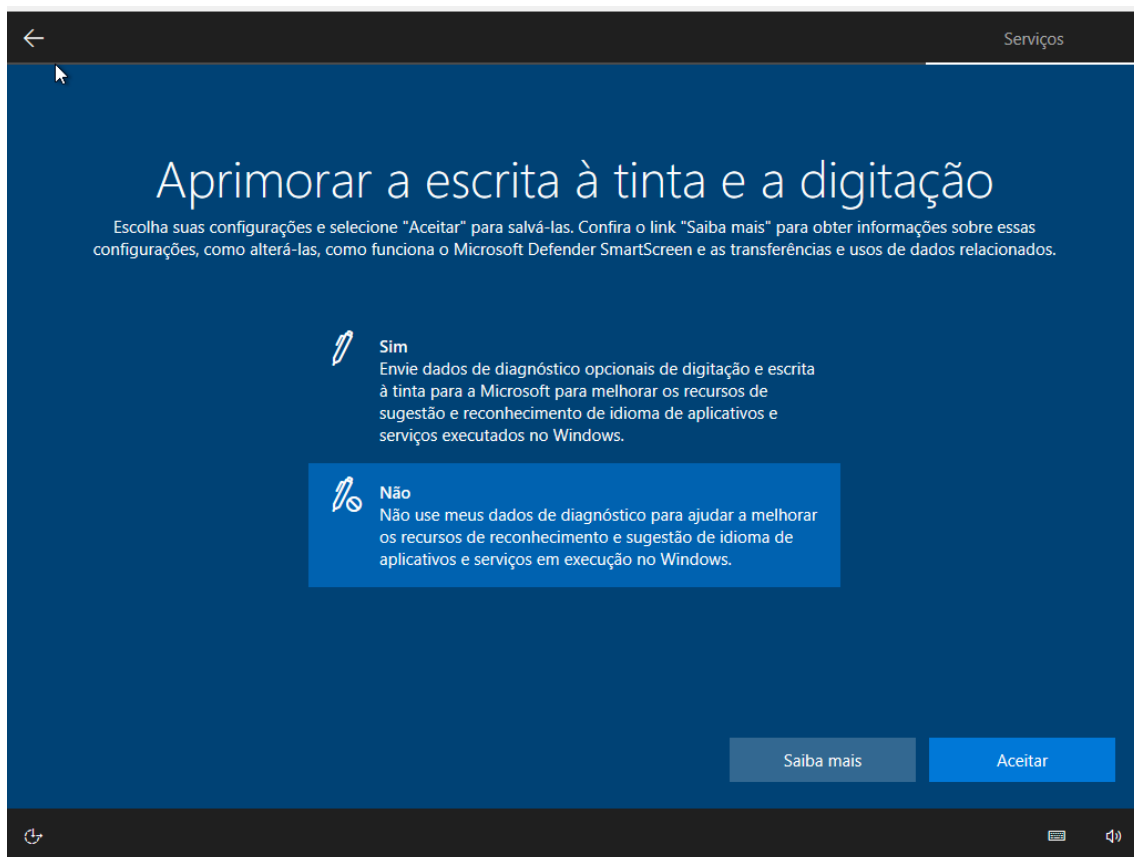 Serviços
Aprimorar a escrita à tinta e a digitação
Escolha suas configurações e selecione "Aceitar" para salvá-las. Confira o link "Saiba mais" para obter informações sobre essas
configurações, como alterá-las, como funciona o Microsoft Defender SmartScreen e as transferências e usos de dados relacionados.
Sim
Envie dados de diagnóstico opcionais de digitação e escrita
à tinta para a Microsoft para melhorar os recursos de
sugestão e reconhecimento de idioma de aplicativos e
serviços executados no Windows.
Não
Não use meus dados de diagnóstico para ajudar a melhorar
os recursos de reconhecimento e sugestão de idioma de
aplicativos e serviços em execução no Windows.
Saiba mais
Aceitar